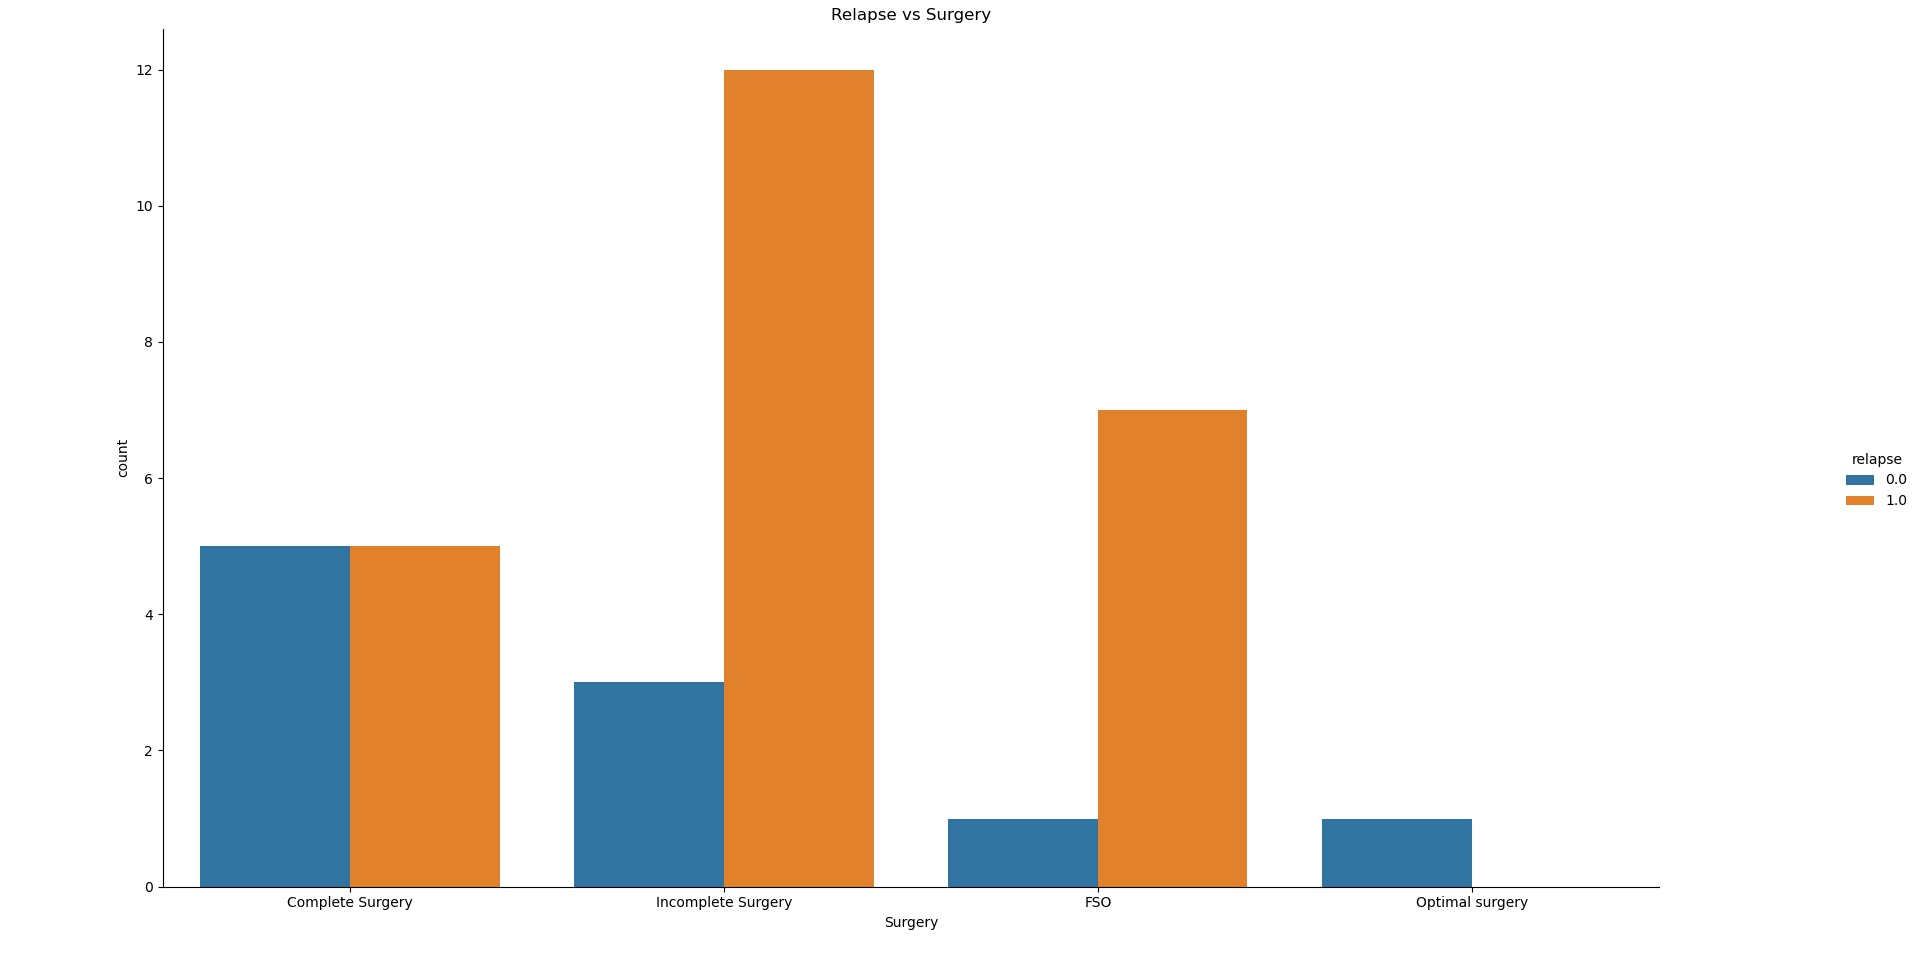 Relapse vs Surgery
12
10
8
6
4
2
0
count
Complete Surgery
Incomplete Surgery
FSO
Optimal surgery
Surgery
relapse
0.0
1.0